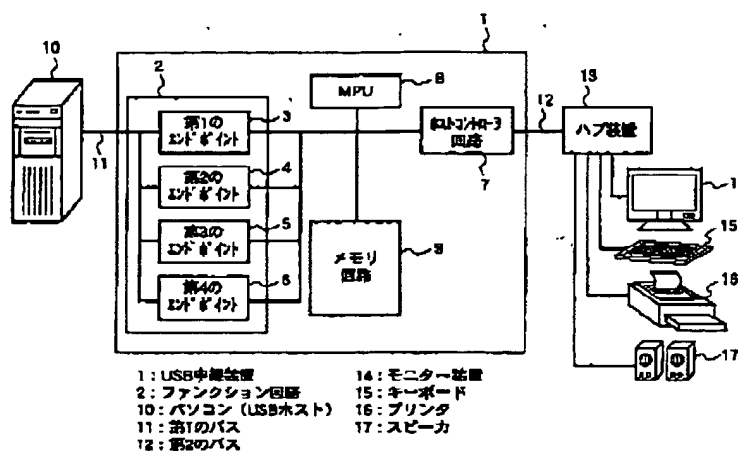 1
10
2
8
MPU
13
第1の
エンドポイント
3
ホストコントローラ
回路
12
ハブ装置
11
7
第2の
エンドポイント
4
1
第3の
エンドポイント
5
メモリ
回路
9
15
第4の
エンドポイント
6
16
17
1:USB中継装置
2:ファンクション回路
10:パソコン(USBホスト)
11:第1のバス
12:第2のバス
14:モニター装置
15:キーボード
16:プリンタ
17:スピーカ